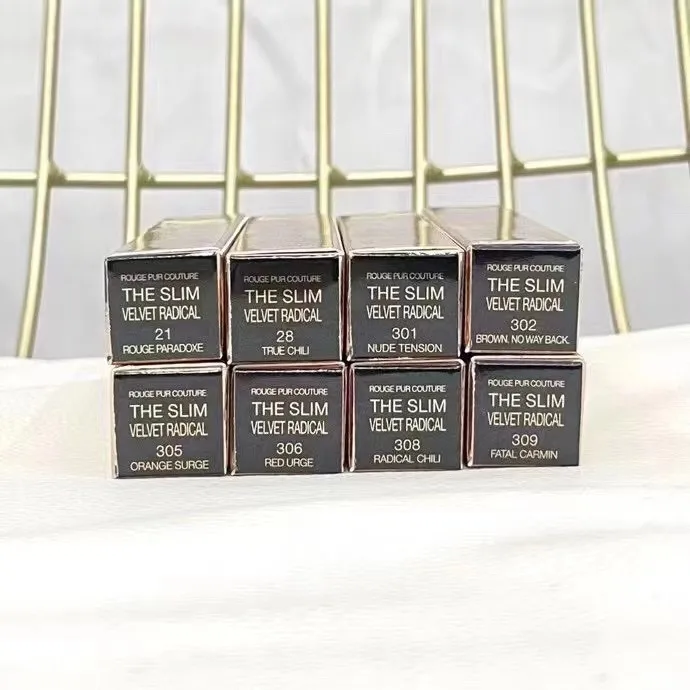 ROUGE PUR COUTURE
THE SLIM
VELVET RADICAL
21
ROUGE PARADOXE
ROUGE PUR COUTURE
THE SLIM
VELVET RADICAL
28
TRUE CHILI
ROUGE PUR COUTURE
THE SLIM
VELVET RADICAL
301
NUDE TENSION
ROUGE PUR COUTURE
THE SLIM
VELVET RADICAL
302
BROWN. NO WAY BACK.
ROUGE PUR COUTURE
THE SLIM
VELVET RADICAL
305
ORANGE SURGE
ROUGE PUR COUTURE
THE SLIM
VELVET RADICAL
306
RED URGE
ROUGE PUR COUTURE
THE SLIM
VELVET RADICAL
308
RADICAL CHILI
ROUGE PUR COUTURE
THE SLIM
VELVET RADICAL
309
FATAL CARMIN